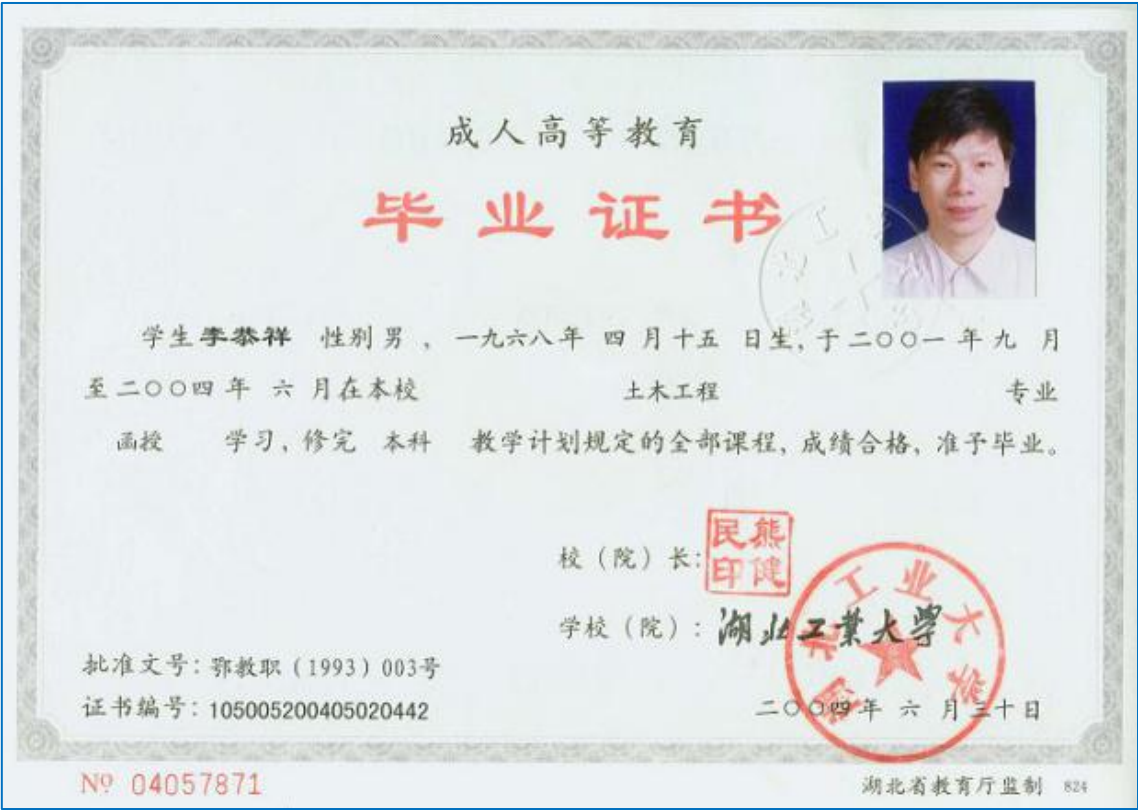 成人高等教育
毕业证书
学生李恭祥 性别男，一九六八年 四 月十五 日生，于二〇〇一 年 九 月
至二〇〇四 年 六 月在本校 土木工程 专业
函授 学习，修完 本科 教学计划规定的全部课程，成绩合格，准予毕业。
校（院）长：
熊健民印
学校（院）：湖北工业大学
湖北工业大学
批准文号：鄂教职（1993）003号
证书编号：105005200405020442
二〇〇四年 六 月三十日
Nº 04057871
湖北省教育厅监制 824